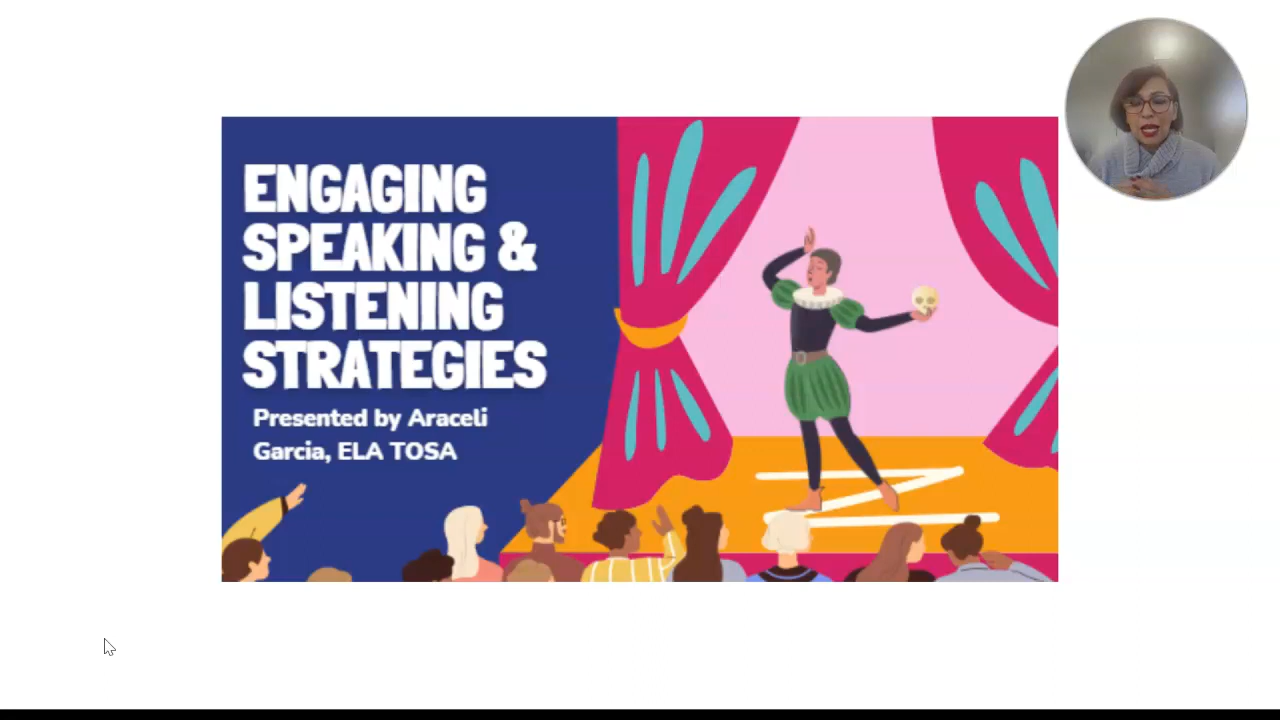 ENGAGING
SPEAKING &
LISTENING
STRATEGIES
Presented by Araceli
Garcia, ELA TOSA